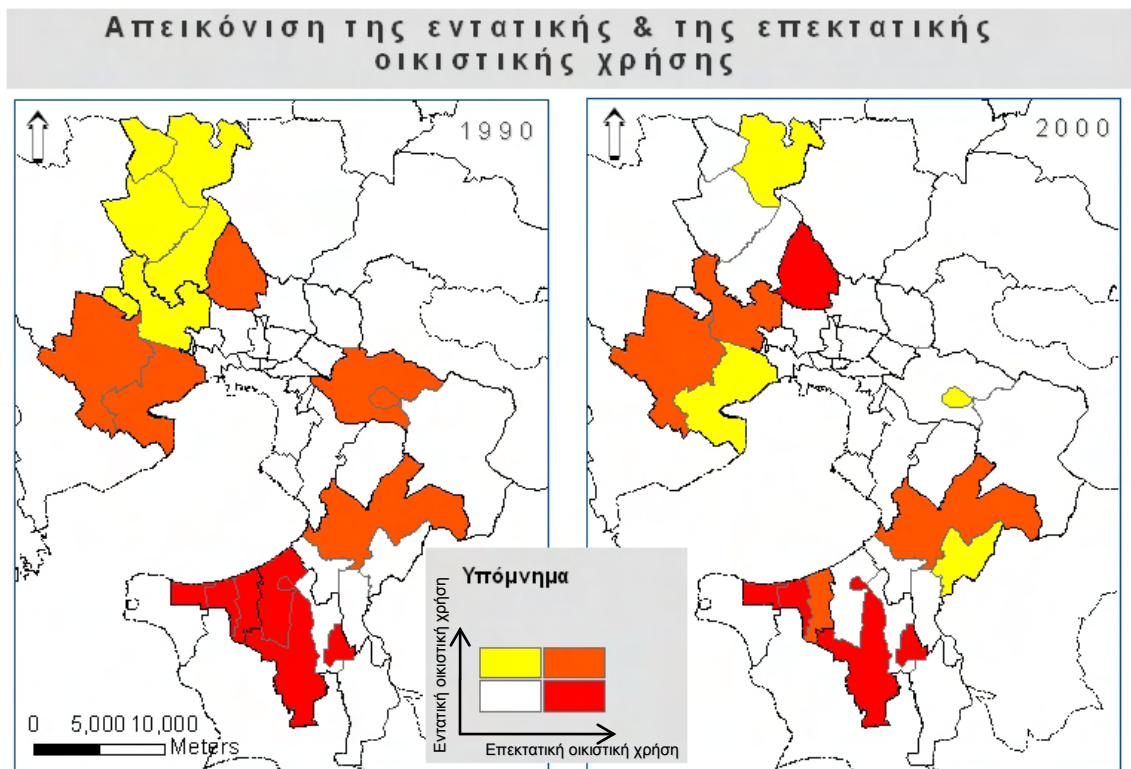 Απεικόνιση της εντατικής & της επεκτατικής
οικιστικής χρήσης
1990
2000
Υπόμνημα
Εντατική οικιστική χρήση
Επεκτατική οικιστική χρήση
0 5,000 10,000
Meters